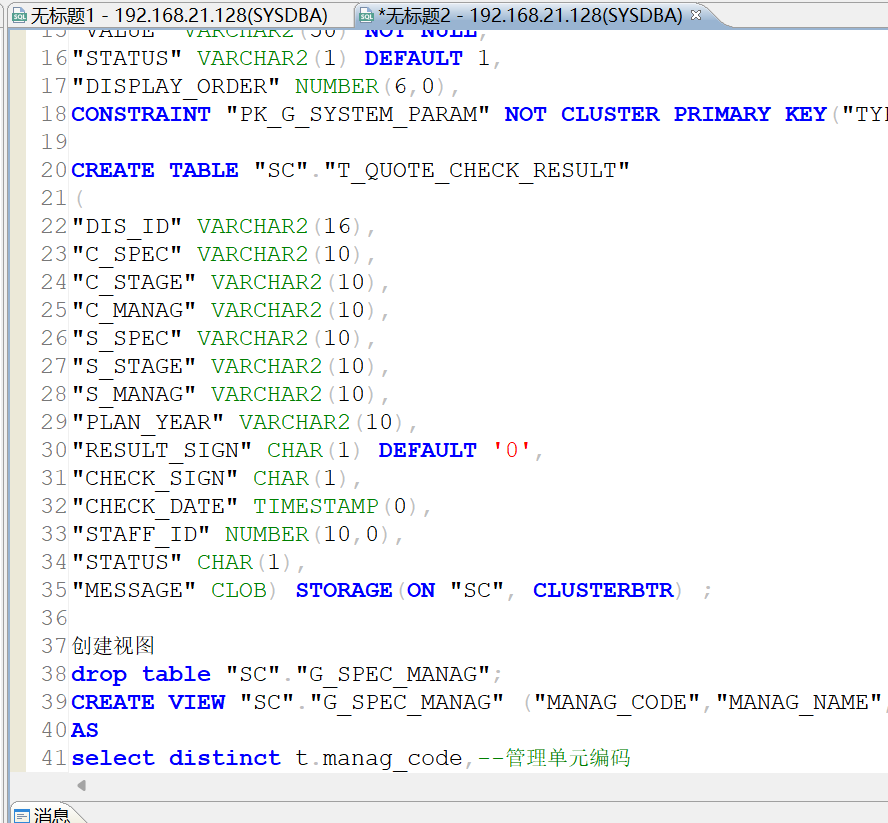 无标题1 - 192.168.21.128(SYSDBA)
*无标题2 - 192.168.21.128(SYSDBA)
15 "VALUE" VARCHAR2(50) NOT NULL,
16 "STATUS" VARCHAR2(1) DEFAULT 1,
17 "DISPLAY_ORDER" NUMBER(6,0),
18 CONSTRAINT "PK_G_SYSTEM_PARAM" NOT CLUSTER PRIMARY KEY("TYP
19
20 CREATE TABLE "SC"."T_QUOTE_CHECK_RESULT"
21 (
22 "DIS_ID" VARCHAR2(16),
23 "C_SPEC" VARCHAR2(10),
24 "C_STAGE" VARCHAR2(10),
25 "C_MANAG" VARCHAR2(10),
26 "S_SPEC" VARCHAR2(10),
27 "S_STAGE" VARCHAR2(10),
28 "S_MANAG" VARCHAR2(10),
29 "PLAN_YEAR" VARCHAR2(10),
30 "RESULT_SIGN" CHAR(1) DEFAULT '0',
31 "CHECK_SIGN" CHAR(1),
32 "CHECK_DATE" TIMESTAMP(0),
33 "STAFF_ID" NUMBER(10,0),
34 "STATUS" CHAR(1),
35 "MESSAGE" CLOB) STORAGE(ON "SC", CLUSTERBTR) ;
36
37 创建视图
38 drop table "SC"."G_SPEC_MANAG";
39 CREATE VIEW "SC"."G_SPEC_MANAG" ("MANAG_CODE","MANAG_NAME",
40 AS
41 select distinct t.manag_code,--管理单元编码
消息